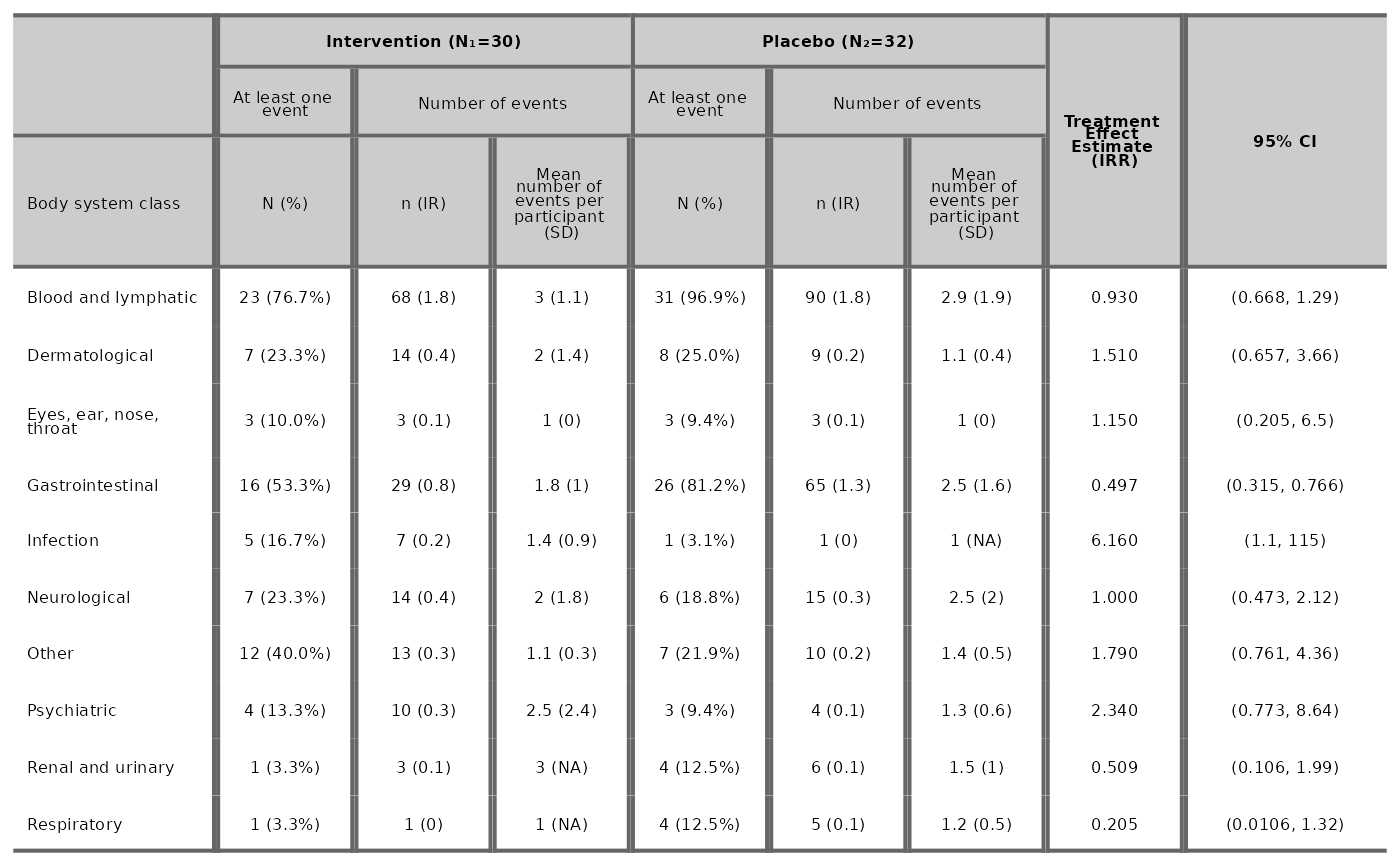 Intervention (N₁=30) Placebo (N₂=32)
At least one
event
Number of events
At least one
event
Number of events
Treatment
Effect
Estimate
(IRR)
95% CI
Body system class
N (%)
n (IR)
Mean
number of
events per
participant
(SD)
N (%)
n (IR)
Mean
number of
events per
participant
(SD)
Blood and lymphatic 23 (76.7%) 68 (1.8) 3 (1.1) 31 (96.9%) 90 (1.8) 2.9 (1.9) 0.930 (0.668, 1.29)
Dermatological 7 (23.3%) 14 (0.4) 2 (1.4) 8 (25.0%) 9 (0.2) 1.1 (0.4) 1.510 (0.657, 3.66)
Eyes, ear, nose,
throat
3 (10.0%) 3 (0.1) 1 (0) 3 (9.4%) 3 (0.1) 1 (0) 1.150 (0.205, 6.5)
Gastrointestinal 16 (53.3%) 29 (0.8) 1.8 (1) 26 (81.2%) 65 (1.3) 2.5 (1.6) 0.497 (0.315, 0.766)
Infection 5 (16.7%) 7 (0.2) 1.4 (0.9) 1 (3.1%) 1 (0) 1 (NA) 6.160 (1.1, 115)
Neurological 7 (23.3%) 14 (0.4) 2 (1.8) 6 (18.8%) 15 (0.3) 2.5 (2) 1.000 (0.473, 2.12)
Other 12 (40.0%) 13 (0.3) 1.1 (0.3) 7 (21.9%) 10 (0.2) 1.4 (0.5) 1.790 (0.761, 4.36)
Psychiatric 4 (13.3%) 10 (0.3) 2.5 (2.4) 3 (9.4%) 4 (0.1) 1.3 (0.6) 2.340 (0.773, 8.64)
Renal and urinary 1 (3.3%) 3 (0.1) 3 (NA) 4 (12.5%) 6 (0.1) 1.5 (1) 0.509 (0.106, 1.99)
Respiratory 1 (3.3%) 1 (0) 1 (NA) 4 (12.5%) 5 (0.1) 1.2 (0.5) 0.205 (0.0106, 1.32)